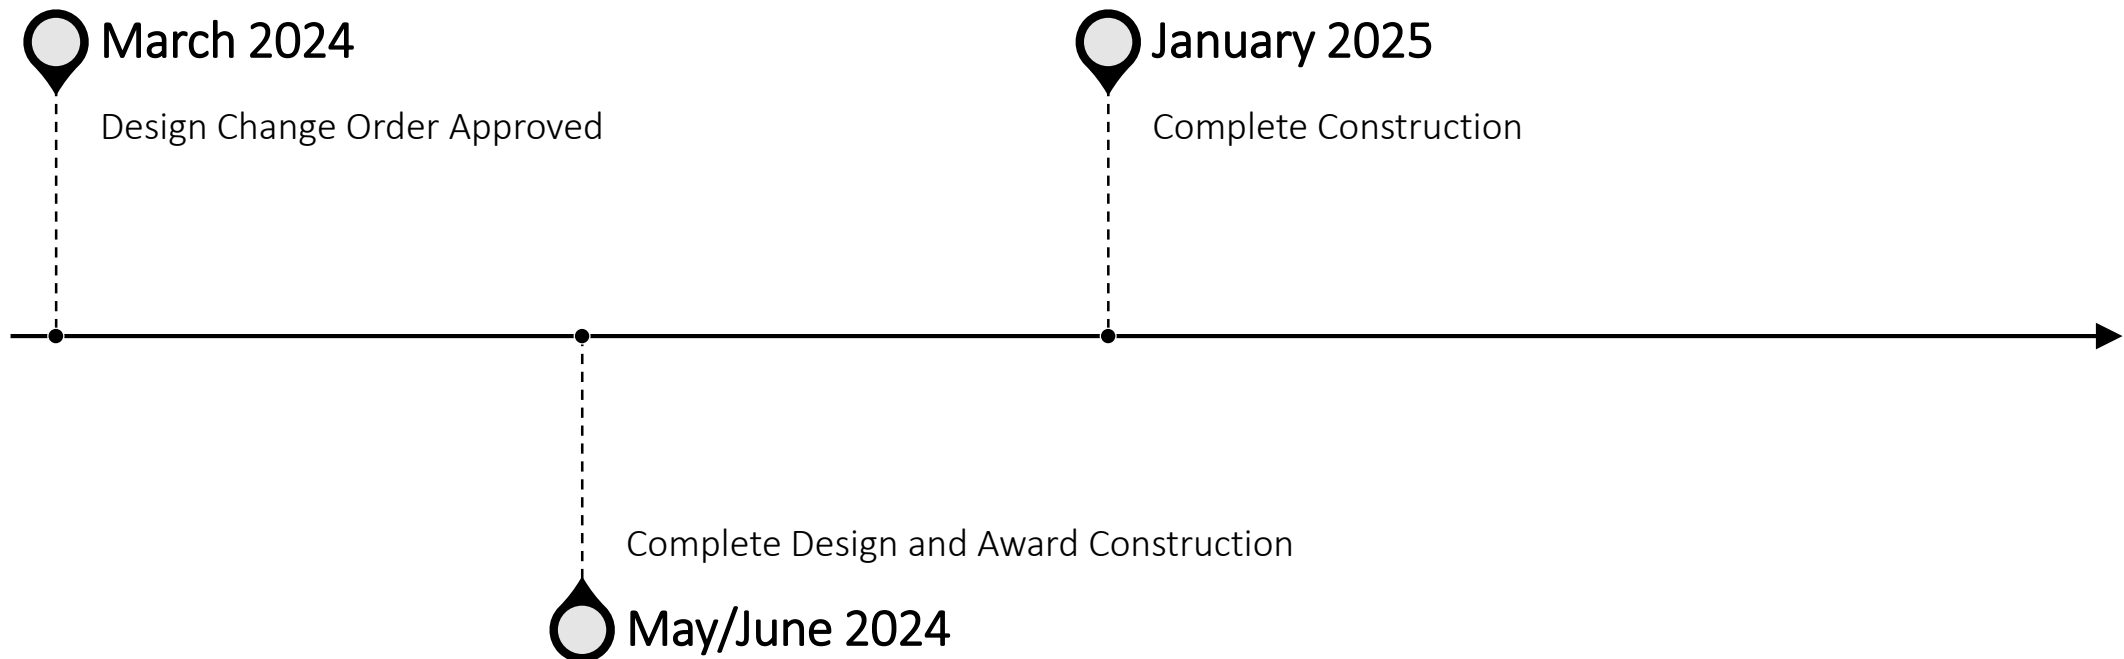 March 2024
Design Change Order Approved
January 2025
Complete Construction
Complete Design and Award Construction
May/June 2024